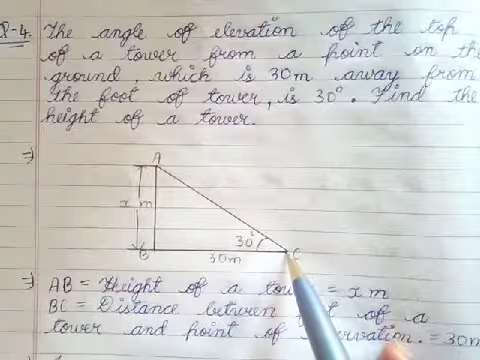 Q-4. The angle of elevation of the top
of a tower from a point on the
ground, which is 30m away from
the foot of tower, is 30°. Find the
height of a tower.
⇒
A
x m
30°
B
C
30m
⇒ AB = Height of a = x m
BC = Distance between of a
tower and point of = 30m